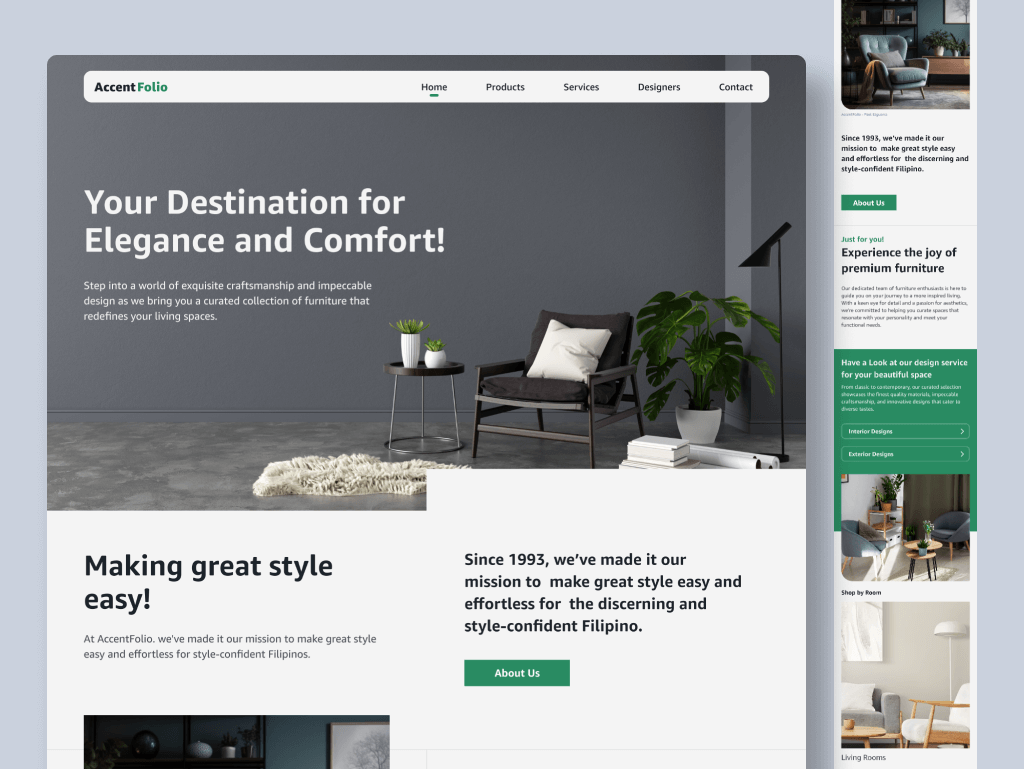 AccentFolio
Home
Products
Services
Designers
Contact
Your Destination for
Elegance and Comfort!
Step into a world of exquisite craftsmanship and impeccable
design as we bring you a curated collection of furniture that
redefines your living spaces.
Making great style
easy!
At AccentFolio. we've made it our mission to make great style
easy and effortless for style-confident Filipinos.
Since 1993, we've made it our
mission to  make great style easy and
effortless for  the discerning and
style-confident Filipino.
About Us
Since 1993, we've made it our
mission to  make great style easy
and effortless for  the discerning and
style-confident Filipino.
About Us
Just for you!
Experience the joy of
premium furniture
Our dedicated team of furniture enthusiasts is here to
guide you on your journey to a more inspired living.
With a keen eye for detail and a passion for aesthetics,
we're committed to helping you curate spaces that
resonate with your personality and meet your
functional needs.
Have a Look at our design service
for your beautiful space
From classic to contemporary, our curated selection
showcases the finest quality materials, impeccable
craftsmanship, and innovative designs that cater to
diverse tastes.
Interior Designs
Exterior Designs
Shop by Room
Living Rooms